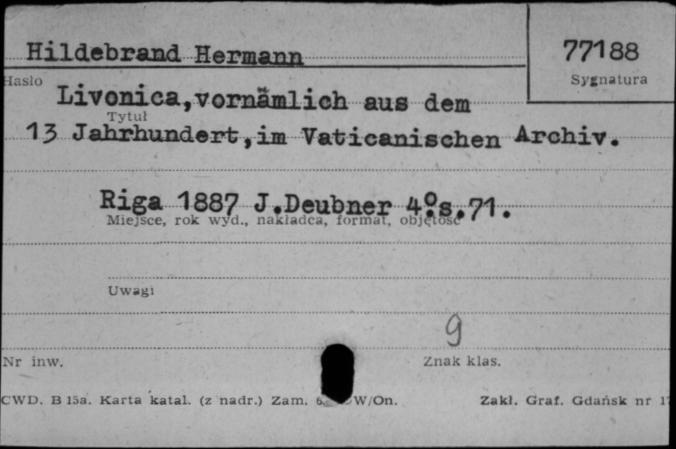 Hildebrand Hermann
77188
Hasło
Sygnatura
Livonica,vornämlich aus dem
Tytuł
13 Jahrhundert,im Vaticanischen Archiv.
Riga 1887 J.Deubner 4°.s.71.
Miejsce, rok wyd., nakładca, format, objętość
Uwagi
9
Nr inw.
Znak klas.
CWD. B 15a. Karta katal. (z nadr.) Zam. W/On.
Zakł. Graf. Gdańsk nr